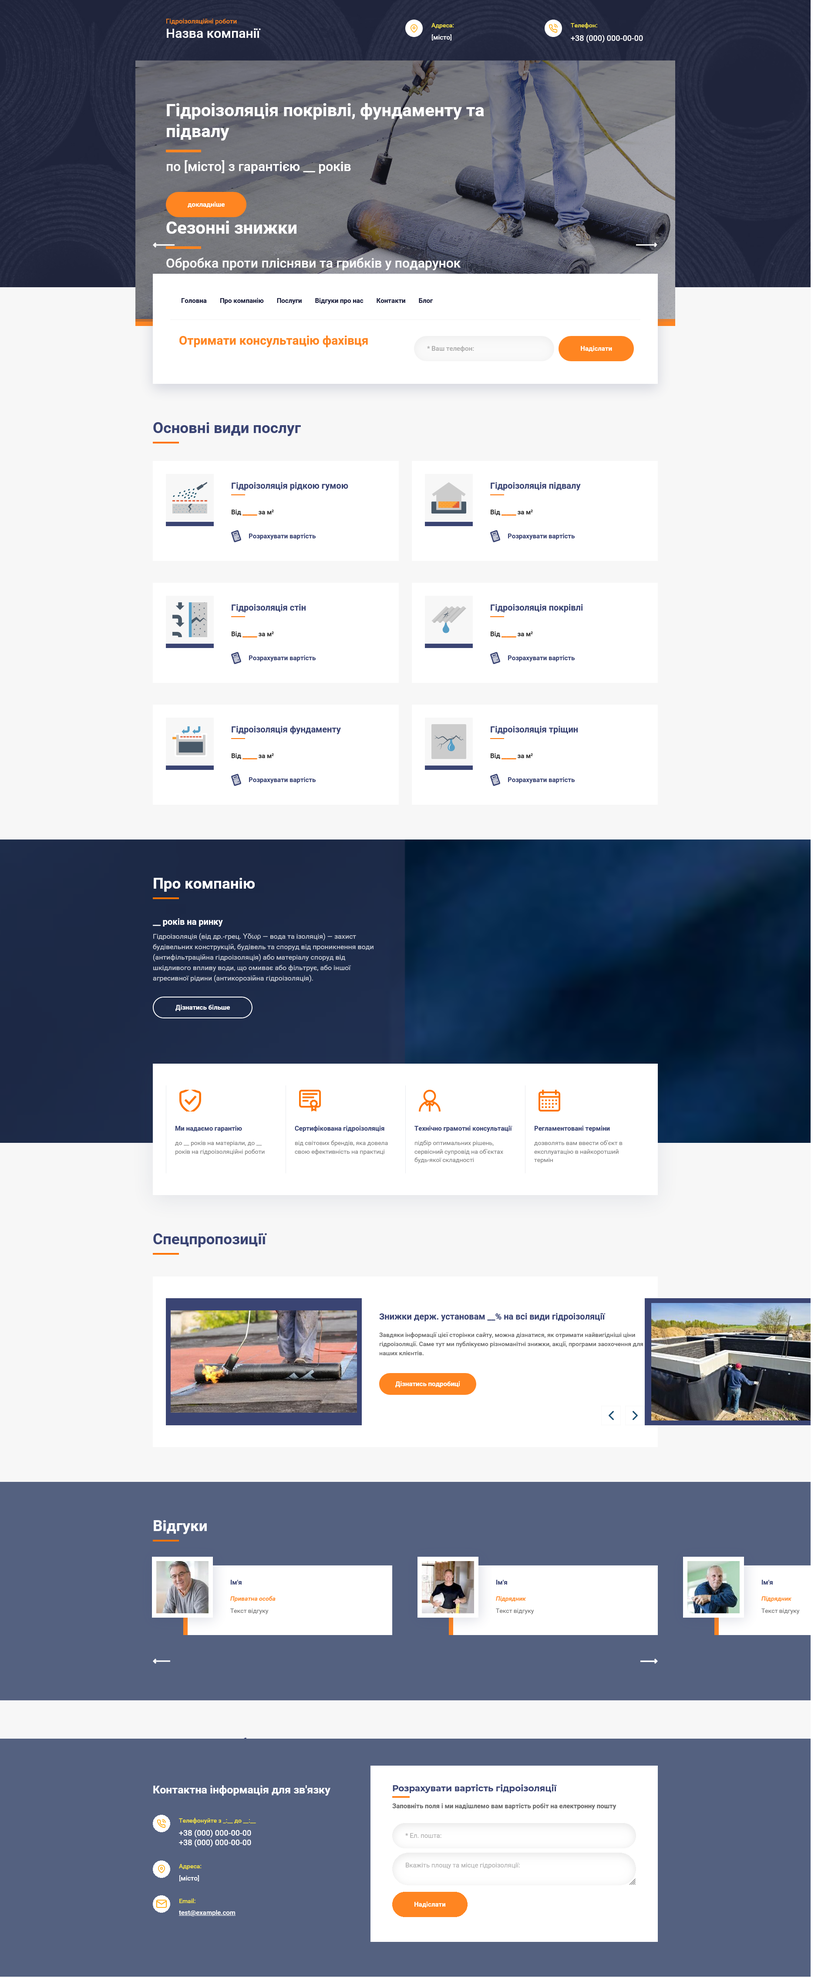 Гідроізоляційні роботи
Назва компанії
Адреса:
[місто]
Телефон:
+38 (000) 000-00-00
Гідроізоляція покрівлі, фундаменту та
підвалу
по [місто] з гарантією __ років
докладніше
Сезонні знижки
Обробка проти плісняви та грибків у подарунок
Головна
Про компанію
Послуги
Відгуки про нас
Контакти
Блог
Отримати консультацію фахівця
* Ваш телефон:
Надіслати
Основні види послуг
Гідроізоляція рідкою гумою
Від ____ за м²
Розрахувати вартість
Гідроізоляція підвалу
Від ____ за м²
Розрахувати вартість
Гідроізоляція стін
Від ____ за м²
Розрахувати вартість
Гідроізоляція покрівлі
Від ____ за м²
Розрахувати вартість
Гідроізоляція фундаменту
Від ____ за м²
Розрахувати вартість
Гідроізоляція тріщин
Від ____ за м²
Розрахувати вартість
Про компанію
__ років на ринку
Гідроізоляція (від др.-грец. Yδωρ — вода та ізоляція) — захист
будівельних конструкцій, будівель та споруд від проникнення води
(антифільтраційна гідроізоляція) або матеріалу споруд від
шкідливого впливу води, що омиває або фільтрує, або іншої
агресивної рідини (антикорозійна гідроізоляція).
Дізнатись більше
Ми надаємо гарантію
до __ років на матеріали, до __
років на гідроізоляційні роботи
Сертифікована гідроізоляція
від світових брендів, яка довела
свою ефективність на практиці
Технічно грамотні консультації
підбір оптимальних рішень,
сервісний супровід на об'єктах
будь-якої складності
Регламентовані терміни
дозволять вам ввести об'єкт в
експлуатацію в найкоротший
термін
Спецпропозиції
Знижки держ. установам __% на всі види гідроізоляції
Завдяки інформації цієї сторінки сайту, можна дізнатися, як отримати найвигідніші ціни
гідроізоляції. Саме тут ми публікуємо різноманітні знижки, акції, програми заохочення для
наших клієнтів.
Дізнатись подробиці
Відгуки
Ім'я
Приватна особа
Текст відгуку
Ім'я
Підрядник
Текст відгуку
Ім'я
Підрядник
Текст відгуку
Контактна інформація для зв'язку
Телефонуйте з _:__ до __:__
+38 (000) 000-00-00
+38 (000) 000-00-00
Адреса:
[місто]
Email:
test@example.com
Розрахувати вартість гідроізоляції
Заповніть поля і ми надішлемо вам вартість робіт на електронну пошту
* Ел. пошта:
Вкажіть площу та місце гідроізоляції:
Надіслати